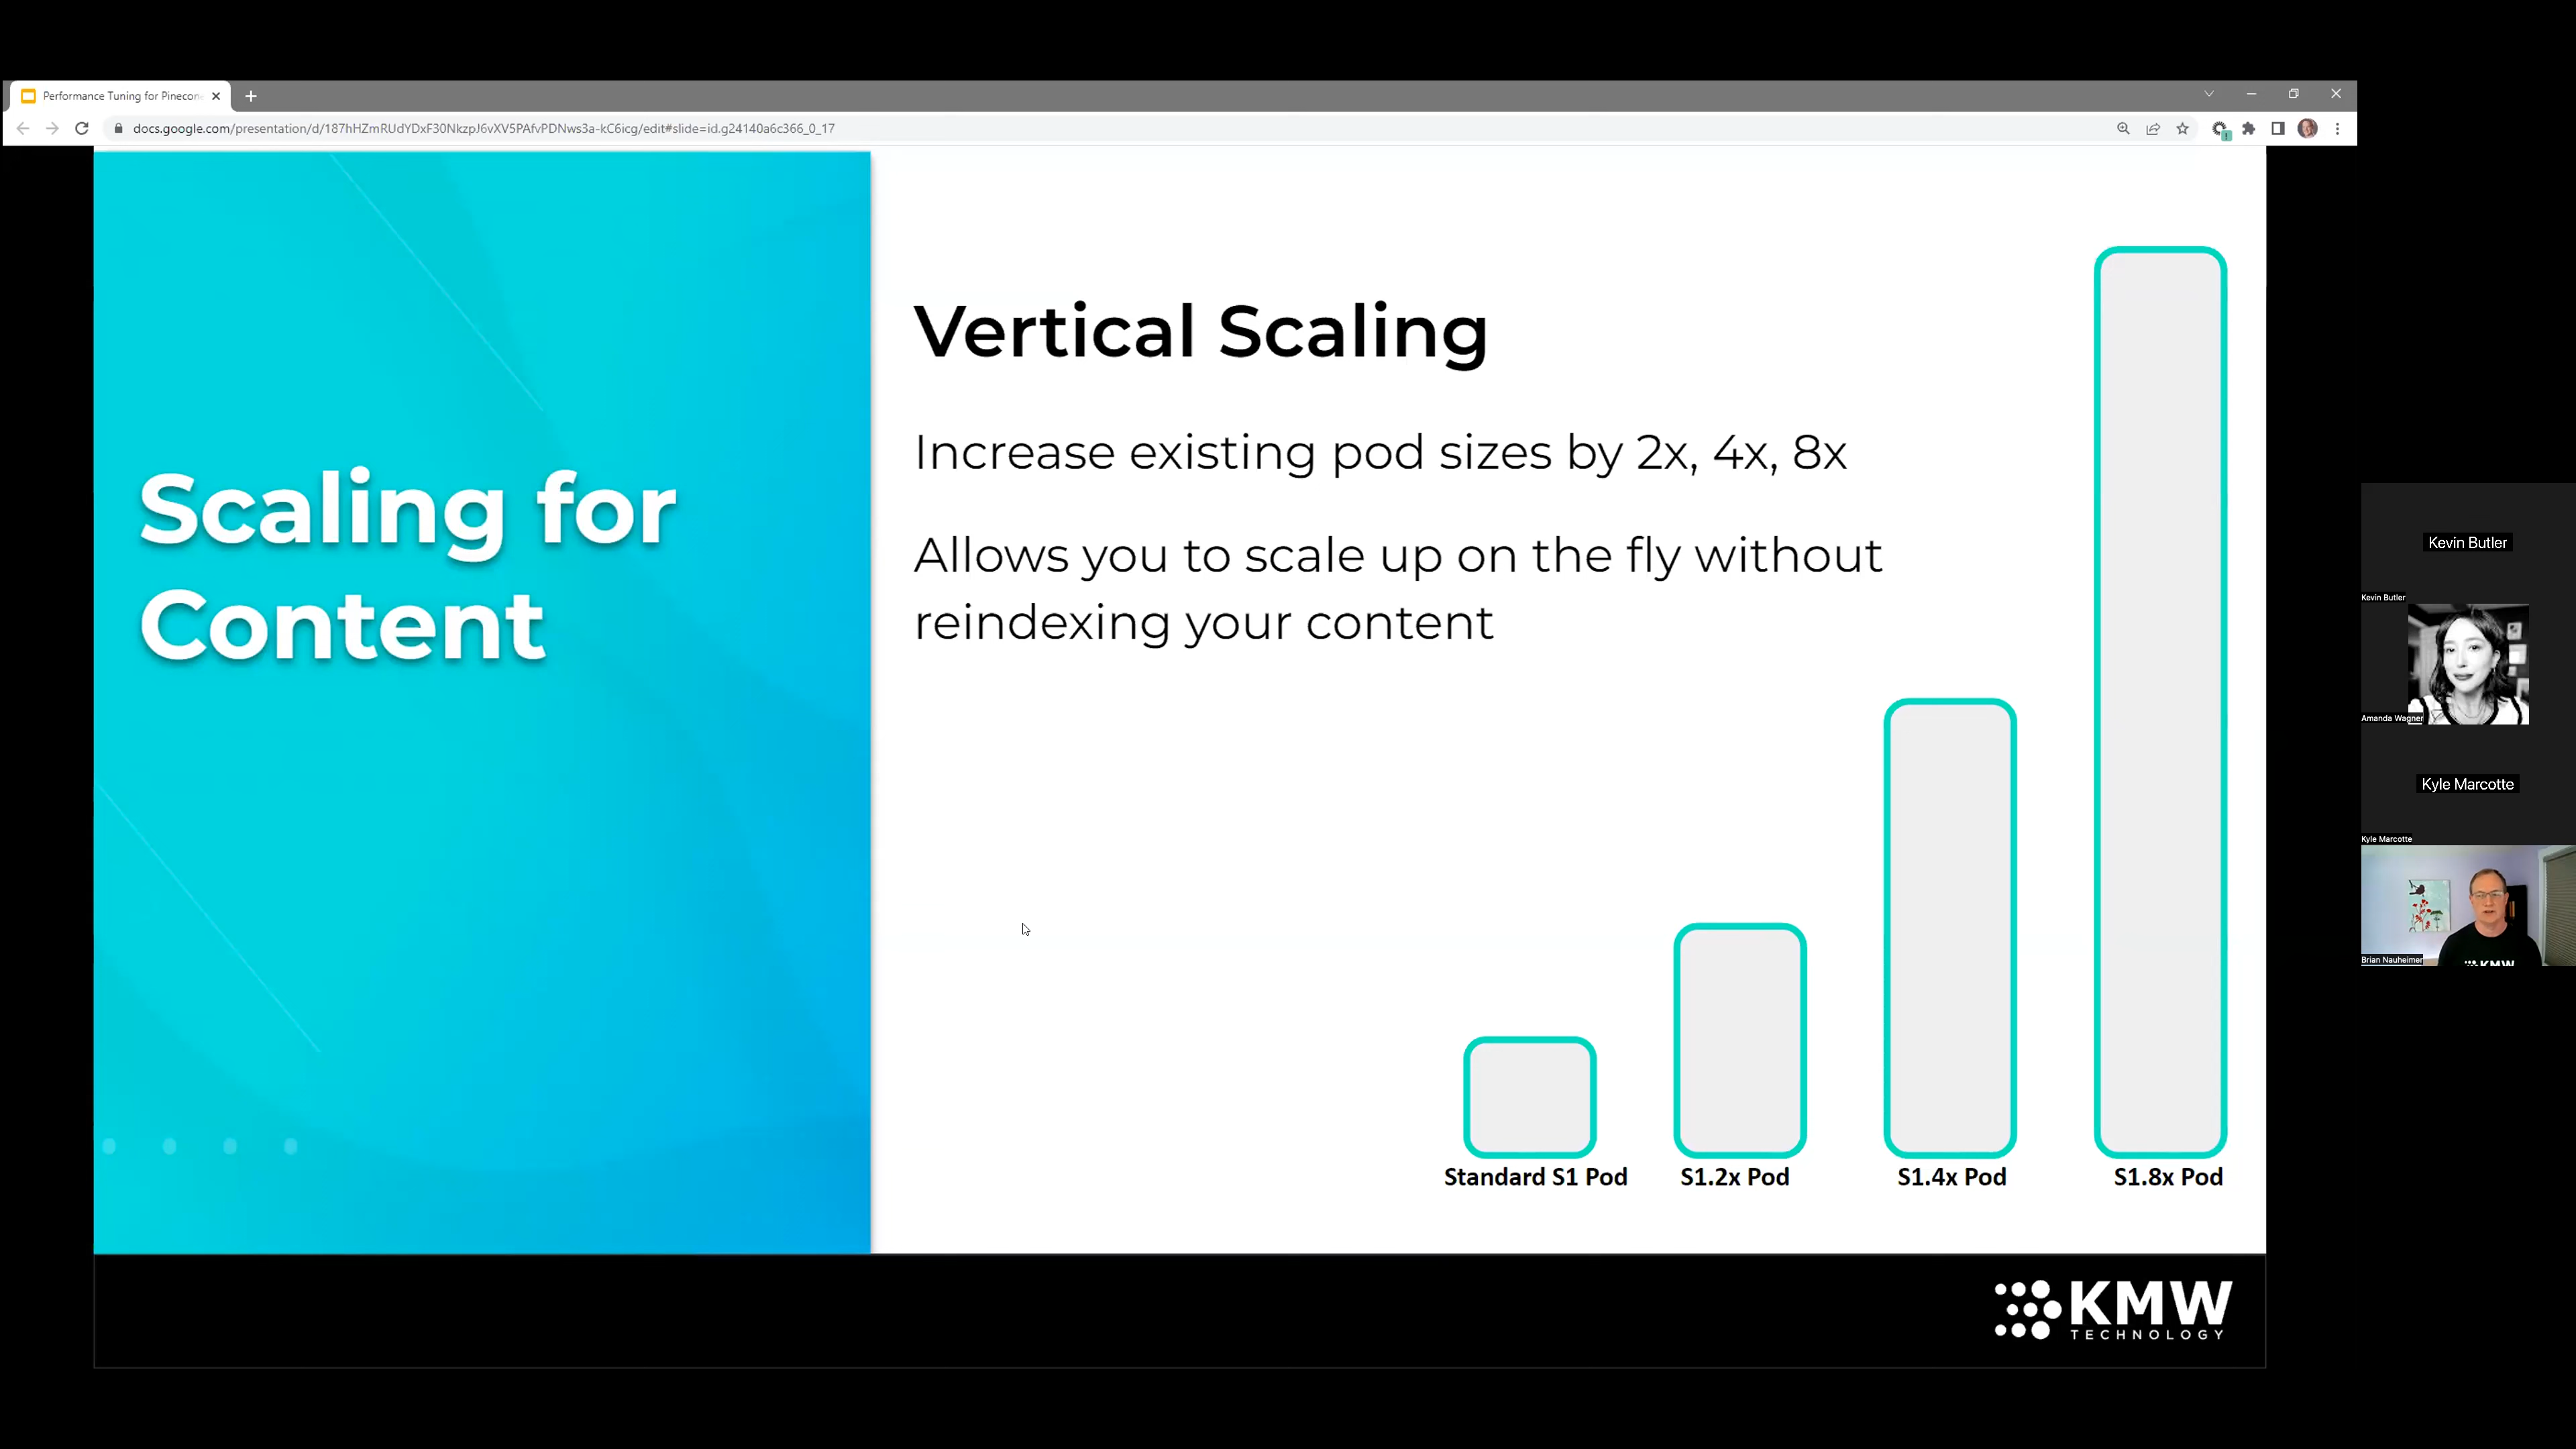 Performance Tuning for Pinecon
docs.google.com/presentation/d/187hHZmRUdYDxF30NkzpJ6vXV5PAfvPDNws3a-kC6icg/edit#slide=id.g24140a6c366_0_17
Scaling for
Content
Vertical Scaling
Increase existing pod sizes by 2x, 4x, 8x
Allows you to scale up on the fly without
reindexing your content
Standard S1 Pod
S1.2x Pod
S1.4x Pod
S1.8x Pod
KMW
TECHNOLOGY
Kevin Butler
Kevin Butler
Amanda Wagner
Kyle Marcotte
Kyle Marcotte
KMW
Brian Nauheimer